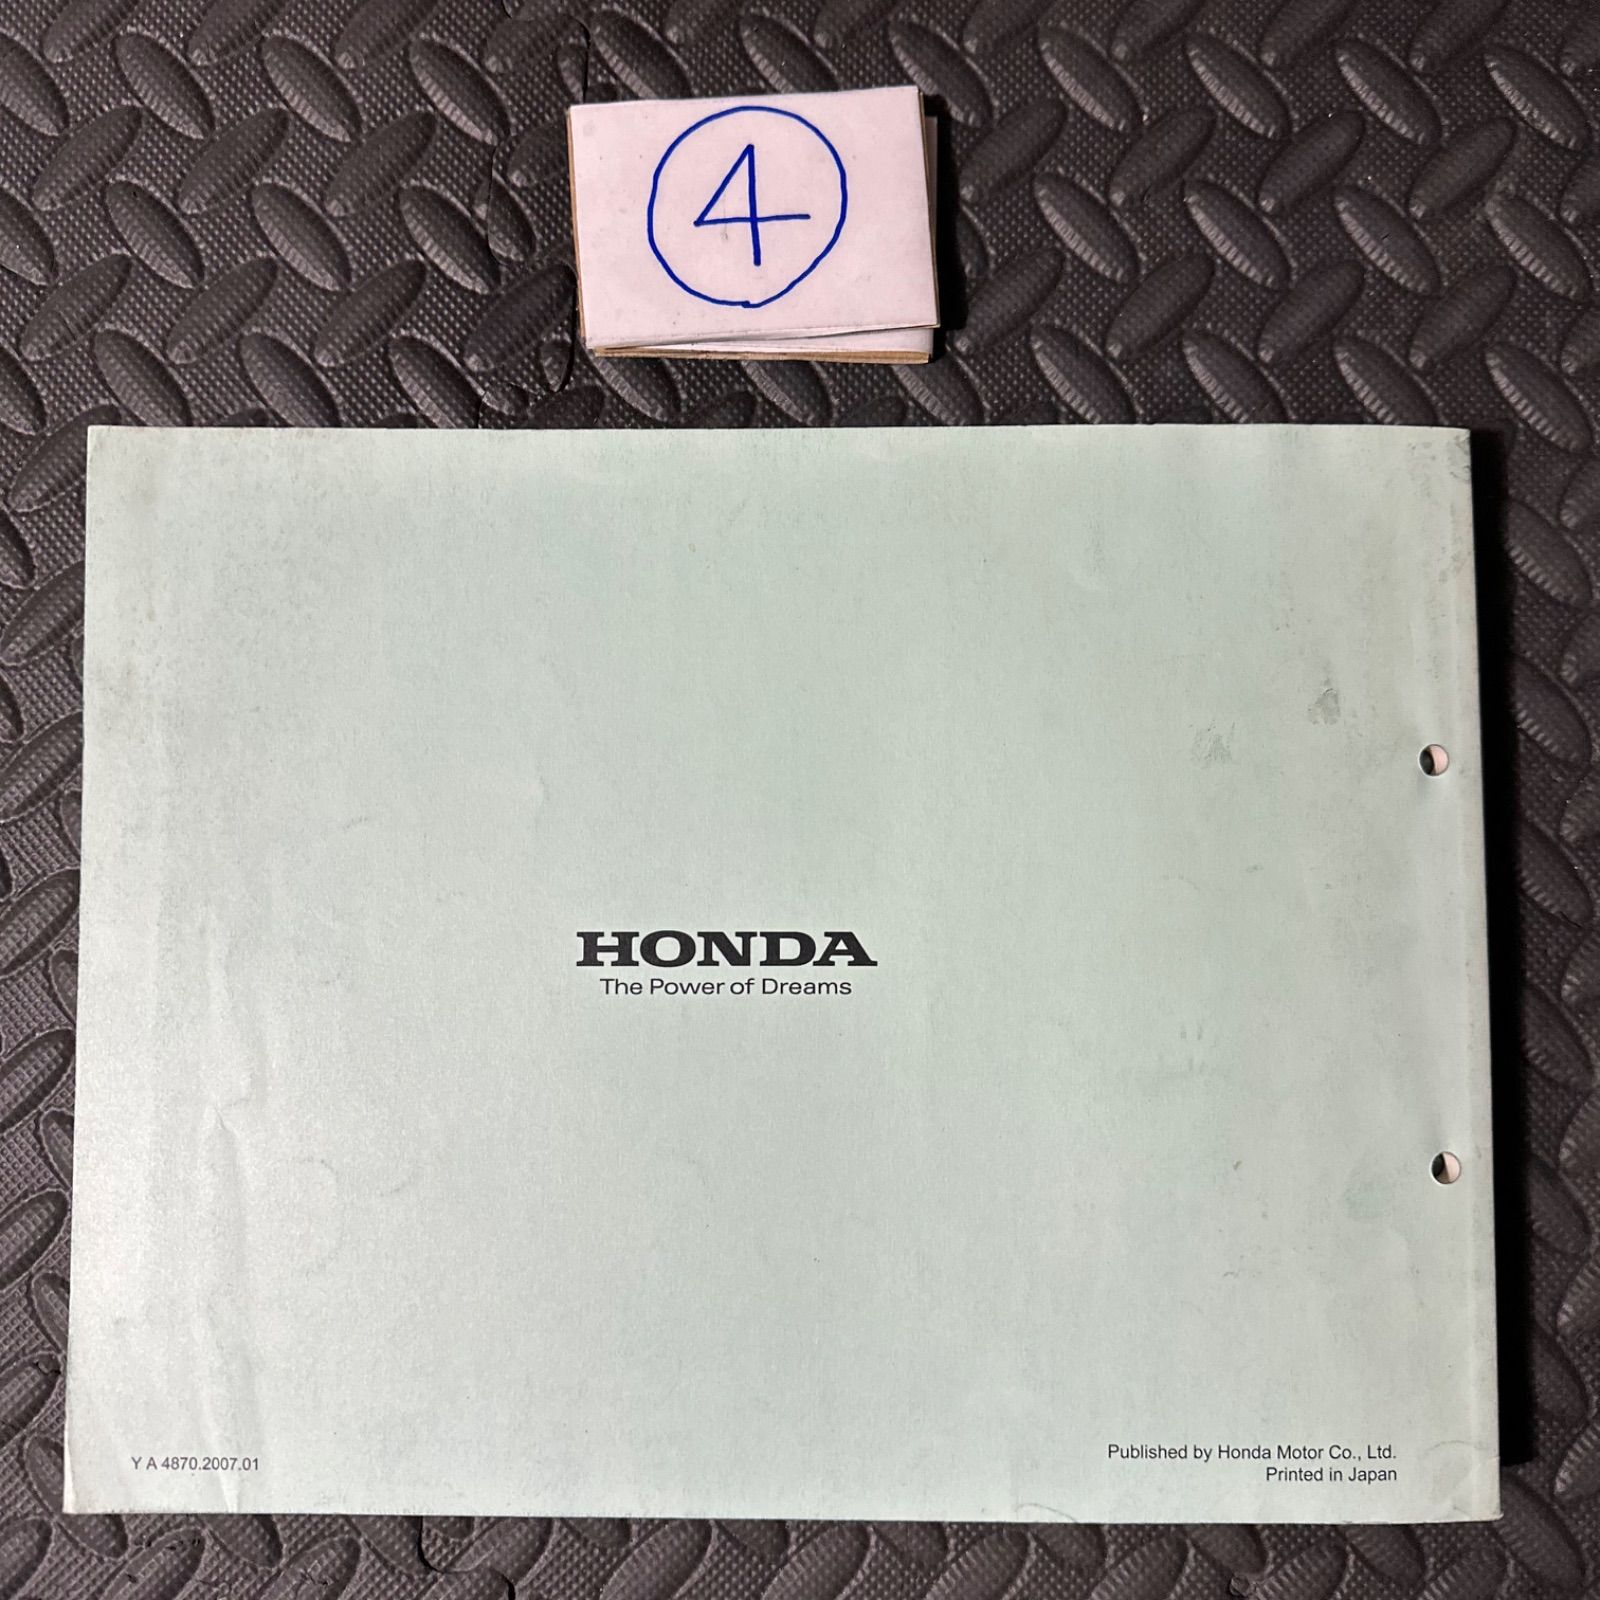 4
HONDA
The Power of Dreams
Y A 4870.2007.01
Published by Honda Motor Co., Ltd.
Printed in Japan